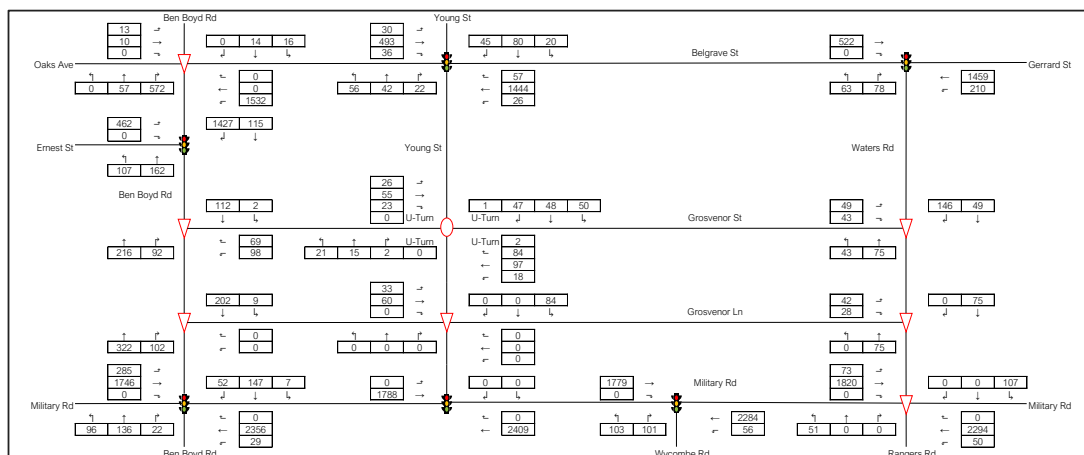 Ben Boyd Rd Young St
13 30
10 0 14 16 493 45 80 20 522
0 36 Belgrave St 0
Oaks Ave Gerrard St
0 57 1459
0 57 572 0 56 42 22 1444 63 78 210
1532 26
462 1427 115
0
Ernest St Young St Waters Rd
107 162
26
Ben Boyd Rd 55
112 2 23 1 47 48 50 49 146 49
0 U-Turn U-Turn Grosvenor St 43
69 U-Turn U-Turn 2
216 92 98 21 15 2 0 84 43 75
97
18
33
202 9 60 0 0 84 42 0 75
0 Grosvenor Ln 28
0 0
322 102 0 0 0 0 0 0 75
0
285 73
1746 52 147 7 0 0 0 1779 Military Rd 1820 0 0 107
0 1788 0 0
Military Rd Military Rd
0 2284 0
96 136 22 2356 2409 103 101 56 51 0 0 2294
29 50
Ben Boyd Rd Wycombe Rd Rangers Rd